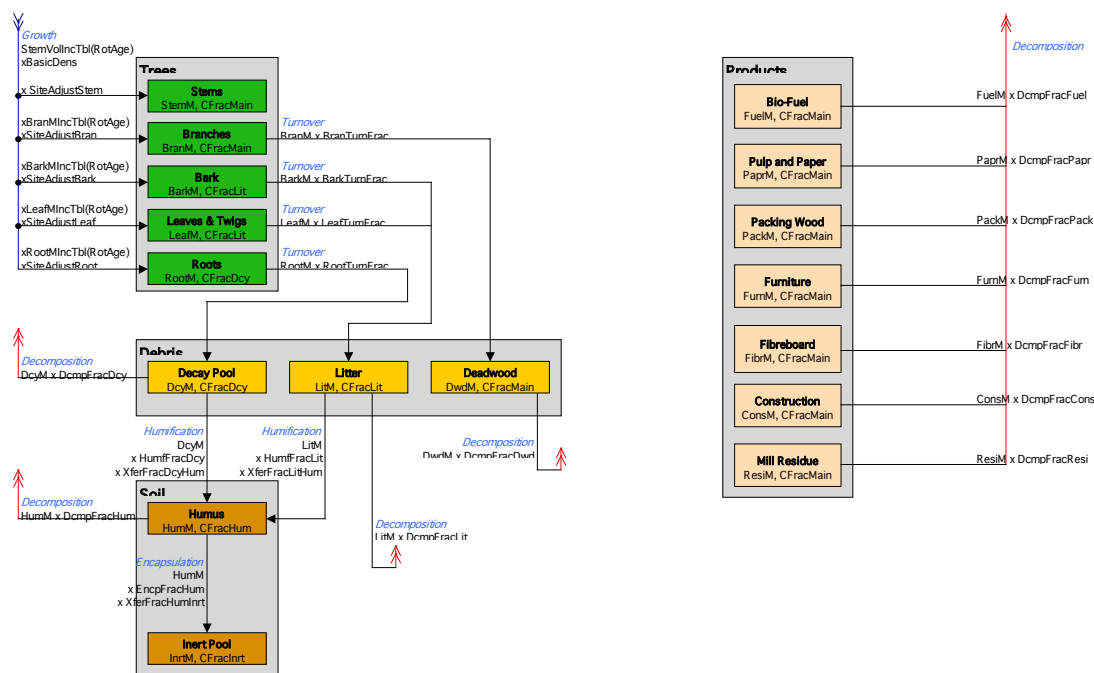 Growth
StemVolIncTbl(RotAge)
xBasicDens
x SiteAdjustStem
xBranMIncTbl(RotAge)
xSiteAdjustBran
xBarkMIncTbl(RotAge)
xSiteAdjustBark
xLeafMIncTbl(RotAge)
xSiteAdjustLeaf
xRootMIncTbl(RotAge)
xSiteAdjustRoot
Trees
Stems
StemM, CFracMain
Branches
BranM, CFracMain
Bark
BarkM, CFracLit
Leaves & Twigs
LeafM, CFracLit
Roots
RootM, CFracDcy
Turnover
BranM x BranTurnFrac
Turnover
BarkM x BarkTurnFrac
Turnover
LeafM x LeafTurnFrac
Turnover
RootM x RootTurnFrac
Decomposition
DcyM x DcmpFracDcy
Debris
Decay Pool
DcyM, CFracDcy
Litter
LitM, CFracLit
Deadwood
DwdM, CFracMain
Humification
DcyM
x HumfFracDcy
x XferFracDcyHum
Humification
LitM
x HumfFracLit
x XferFracLitHum
Decomposition
DwdM x DcmpFracDwd
Decomposition
HumM x DcmpFracHum
Soil
Humus
HumM, CFracHum
Decomposition
LitM x DcmpFracLit
Encapsulation
HumM
x EncpFracHum
x XferFracHumInrt
Inert Pool
InrtM, CFracInrt
Products
Bio-Fuel
FuelM, CFracMain
Pulp and Paper
PaprM, CFracMain
Packing Wood
PackM, CFracMain
Furniture
FurnM, CFracMain
Fibreboard
FibrM, CFracMain
Construction
ConsM, CFracMain
Mill Residue
ResiM, CFracMain
Decomposition
FuelM x DcmpFracFuel
PaprM x DcmpFracPapr
PackM x DcmpFracPack
FurnM x DcmpFracFurn
FibrM x DcmpFracFibr
ConsM x DcmpFracCons
ResiM x DcmpFracResi